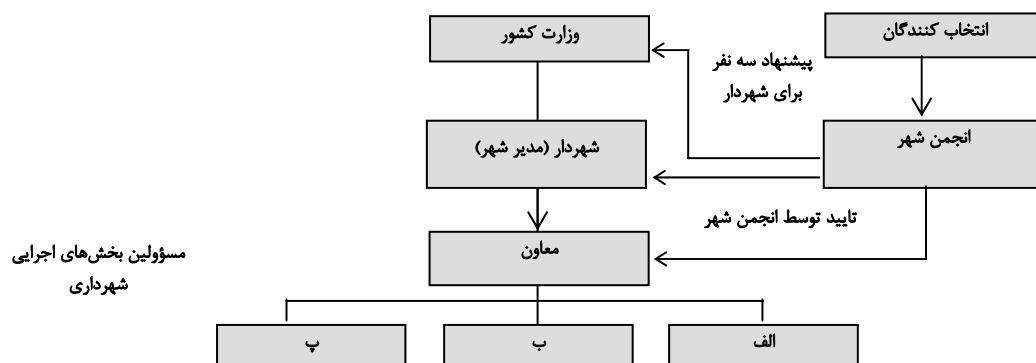 انتخاب کنندگان
وزارت کشور
پیشنهاد سه نفر
برای شهردار
انجمن شهر
شهردار (مدیر شهر)
تایید توسط انجمن شهر
معاون
مسؤولین بخش‌های اجرایی
شهرداری
الف
ب
پ